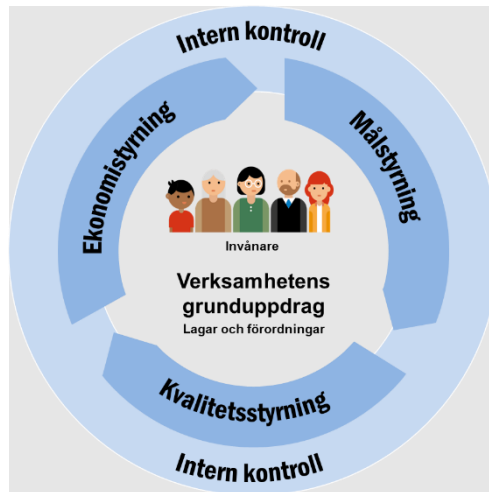 Intern kontroll
Ekonomistyrning
Målstyrning
Invånare
Verksamhetens
grunduppdrag
Lagar och förordningar
Kvalitetsstyrning
Intern kontroll